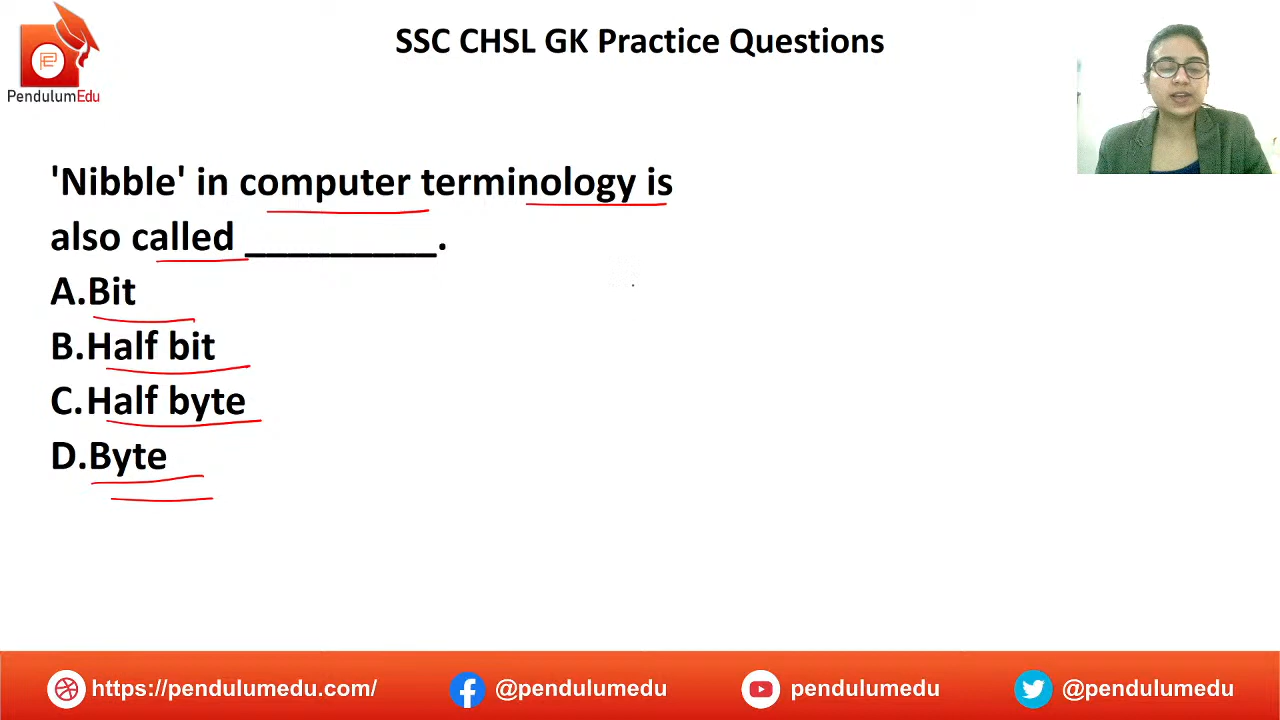 SSC CHSL GK Practice Questions
PendulumEdu
'Nibble' in computer terminology is
also called _________.
A.Bit
B.Half bit
C.Half byte
D.Byte
https://pendulumedu.com/
@pendulumedu
pendulumedu
@pendulumedu